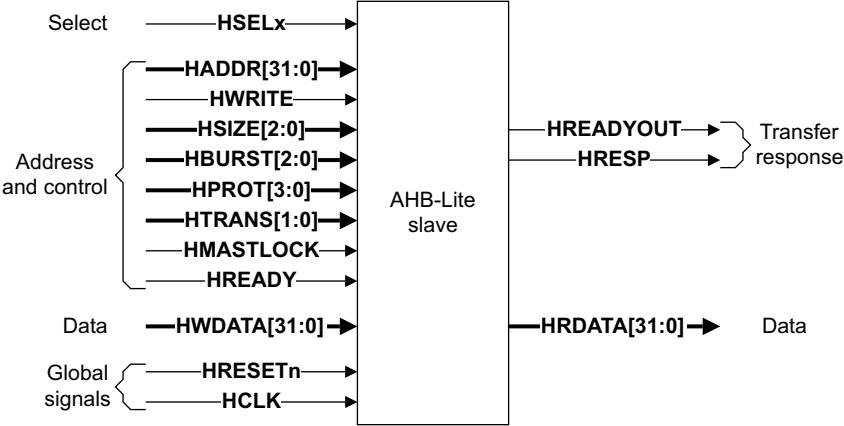 Select HSELx
HADDR[31:0]
HWRITE
HSIZE[2:0]
HBURST[2:0]
HPROT[3:0]
HTRANS[1:0]
HMASTLOCK
HREADY
Address
and control
Data HWDATA[31:0]
HRESETn
HCLK
Global
signals
AHB-Lite
slave
HREADYOUT
HRESP
Transfer
response
HRDATA[31:0] Data